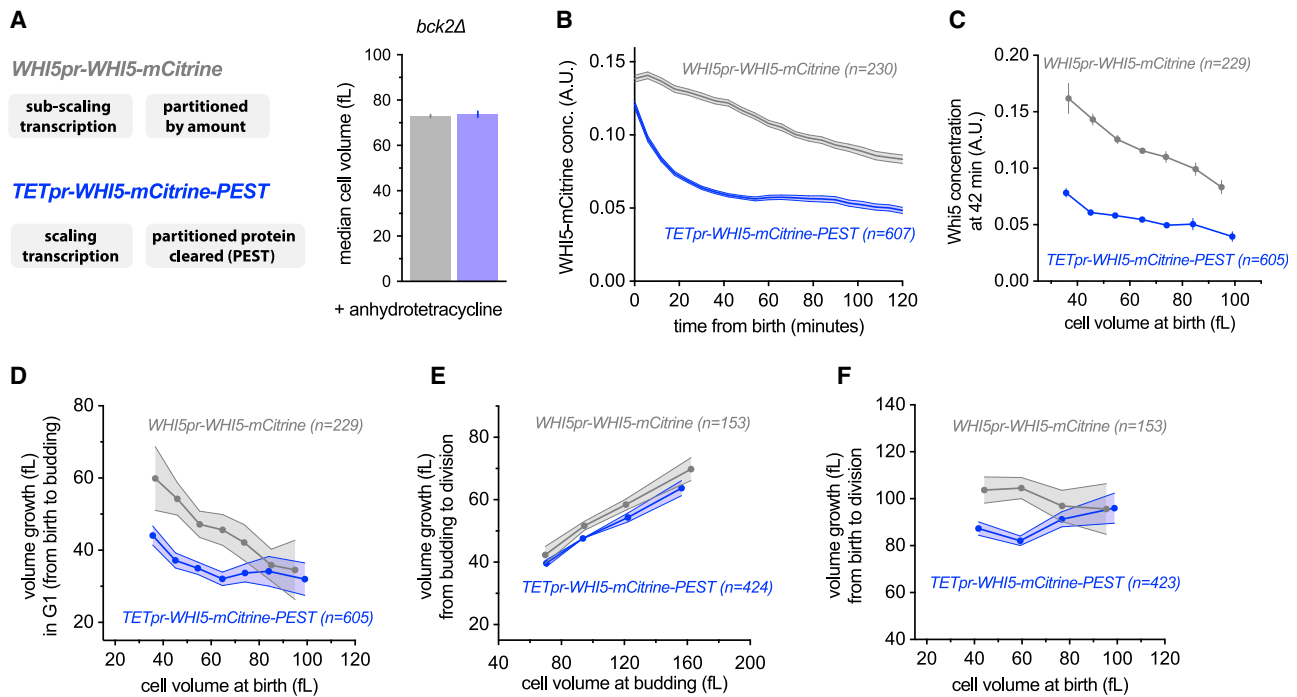 A
WHI5pr-WHI5-mCitrine
sub-scaling
transcription
partitioned
by amount
TETpr-WHI5-mCitrine-PEST
scaling
transcription
partitioned protein
cleared (PEST)
bck2Δ
median cell volume (fL)
100
80
60
40
20
0
+ anhydrotetracycline
B
WHI5-mCitrine conc. (A.U.)
0.15
0.10
0.05
0.00
WHI5pr-WHI5-mCitrine (n=230)
TETpr-WHI5-mCitrine-PEST (n=607)
0 20 40 60 80 100 120
time from birth (minutes)
C
Whi5 concentration
at 42 min (A.U.)
0.20
0.15
0.10
0.05
0.00
WHI5pr-WHI5-mCitrine (n=229)
TETpr-WHI5-mCitrine-PEST (n=605)
40 60 80 100
cell volume at birth (fL)
D
volume growth (fL)
in G1 (from birth to budding)
80
60
40
20
WHI5pr-WHI5-mCitrine (n=229)
TETpr-WHI5-mCitrine-PEST (n=605)
20 40 60 80 100 120
cell volume at birth (fL)
E
volume growth (fL)
from budding to division
80
60
40
20
WHI5pr-WHI5-mCitrine (n=153)
TETpr-WHI5-mCitrine-PEST (n=424)
40 80 120 160 200
cell volume at budding (fL)
F
volume growth (fL)
from birth to division
140
120
100
80
60
40
WHI5pr-WHI5-mCitrine (n=153)
TETpr-WHI5-mCitrine-PEST (n=423)
20 40 60 80 100 120
cell volume at birth (fL)